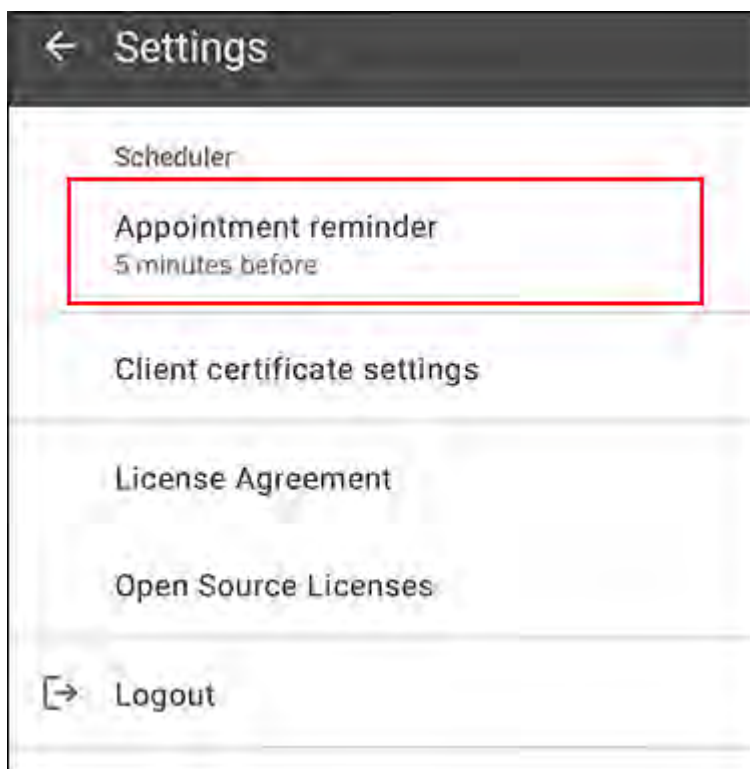 Settings
Scheduler
Appointment reminder
5 minutes before
Client certificate settings
License Agreement
Open Source Licenses
Logout